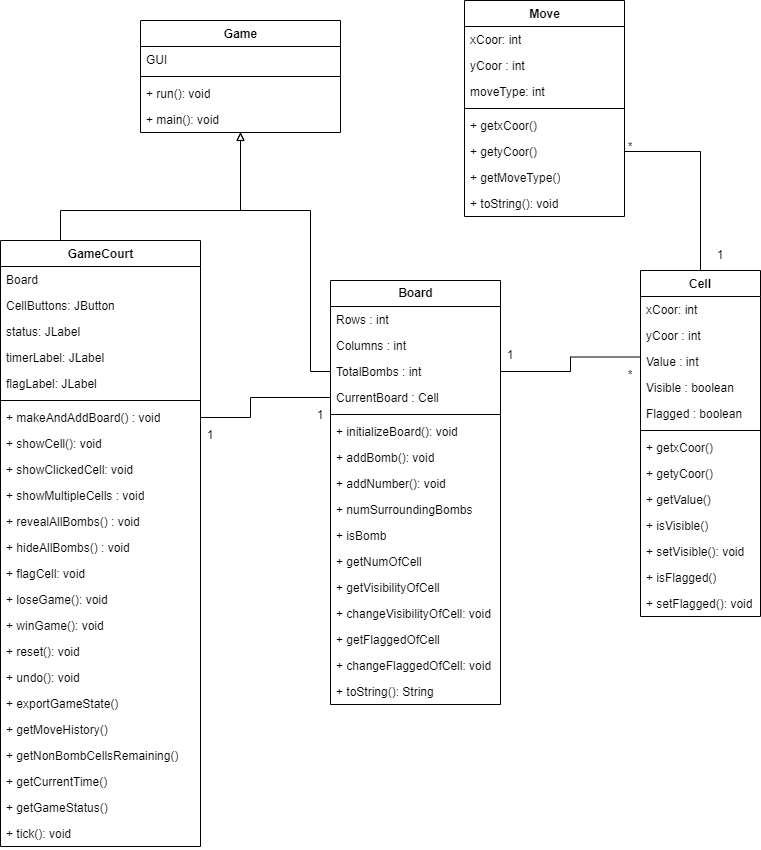 Game
GUI
+ run(): void
+ main(): void
Move
xCoor: int
yCoor : int
moveType: int
+ getxCoor()
+ getyCoor()
+ getMoveType()
+ toString(): void
*
1
GameCourt
Board
CellButtons: JButton
status: JLabel
timerLabel: JLabel
flagLabel: JLabel
+ makeAndAddBoard() : void
+ showCell(): void
+ showClickedCell: void
+ showMultipleCells : void
+ revealAllBombs() : void
+ hideAllBombs() : void
+ flagCell: void
+ loseGame(): void
+ winGame(): void
+ reset(): void
+ undo(): void
+ exportGameState()
+ getMoveHistory()
+ getNonBombCellsRemaining()
+ getCurrentTime()
+ getGameStatus()
+ tick(): void
1
1
Board
Rows : int
Columns : int
TotalBombs : int
CurrentBoard : Cell
+ initializeBoard(): void
+ addBomb(): void
+ addNumber(): void
+ numSurroundingBombs
+ isBomb
+ getNumOfCell
+ getVisibilityOfCell
+ changeVisibilityOfCell: void
+ getFlaggedOfCell
+ changeFlaggedOfCell: void
+ toString(): String
1
*
Cell
xCoor: int
yCoor : int
Value : int
Visible : boolean
Flagged : boolean
+ getxCoor()
+ getyCoor()
+ getValue()
+ isVisible()
+ setVisible(): void
+ isFlagged()
+ setFlagged(): void